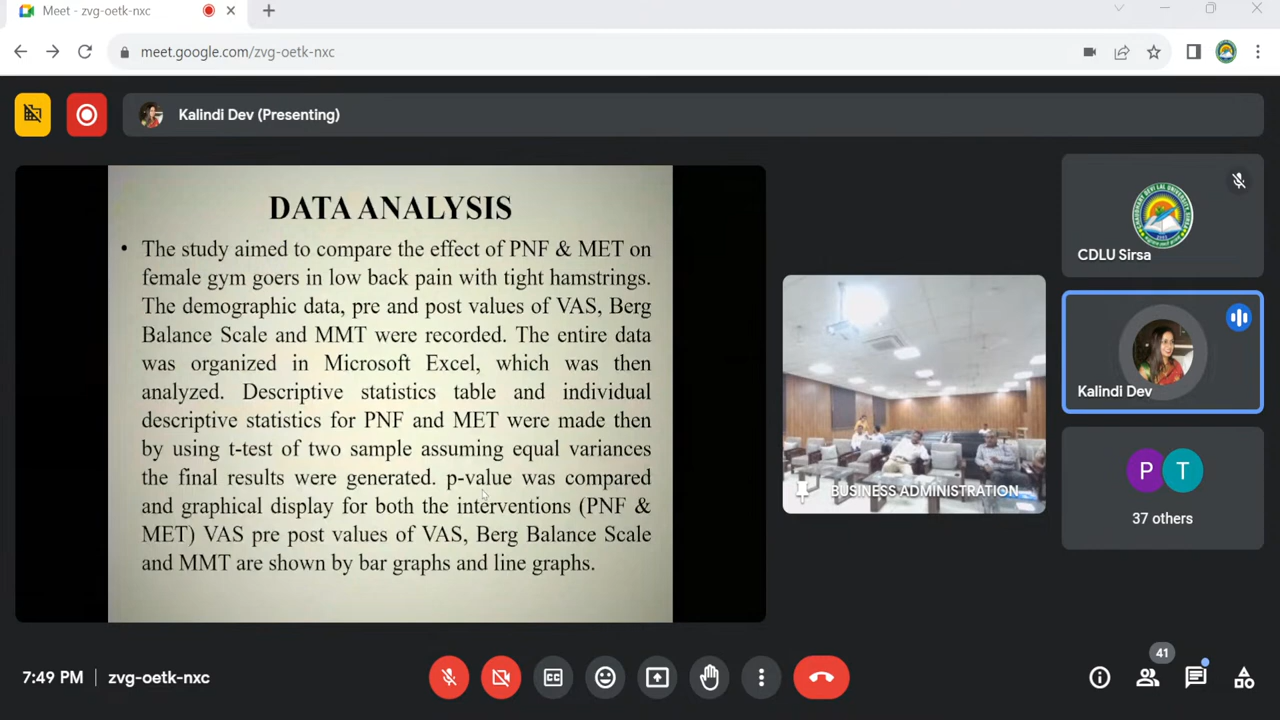 Meet - zvg-oetk-nxc
meet.google.com/zvg-oetk-nxc
Kalindi Dev (Presenting)
DATA ANALYSIS
• The study aimed to compare the effect of PNF & MET on
female gym goers in low back pain with tight hamstrings.
The demographic data, pre and post values of VAS, Berg
Balance Scale and MMT were recorded. The entire data
was organized in Microsoft Excel, which was then
analyzed. Descriptive statistics table and individual
descriptive statistics for PNF and MET were made then
by using t-test of two sample assuming equal variances
the final results were generated. p-value was compared
and graphical display for both the interventions (PNF &
MET) VAS pre post values of VAS, Berg Balance Scale
and MMT are shown by bar graphs and line graphs.
BUSINESS ADMINISTRATION
CDLU Sirsa
Kalindi Dev
P T
37 others
7:49 PM | zvg-oetk-nxc
41